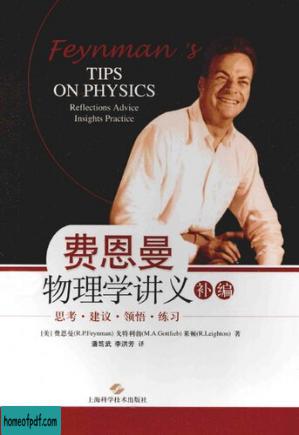 Feynman's
TIPS
ON PHYSICS
Reflections Advice
Insights Practice
费恩曼
物理学讲义 补编
思考·建议·领悟·练习
[美] 费恩曼(R.P.Feynman) 戈特利勃(M.A.Gottlieb) 莱顿(R.Leighton) 著
潘笃武 李洪芳 译
上海科学技术出版社
homeofpdf.com